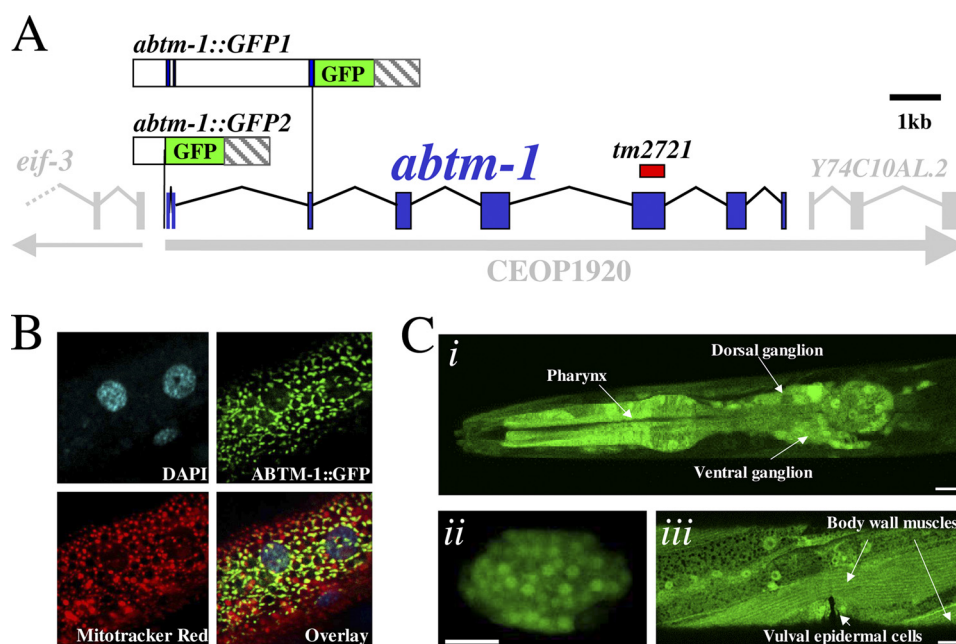 A
abtm-1::GFP1
GFP
1kb
abtm-1::GFP2
GFP
eif-3
abtm-1
tm2721
Y74C10AL.2
CEOP1920
B
DAPI
ABTM-1::GFP
Mitotracker Red
Overlay
C
i
Dorsal ganglion
Pharynx
Ventral ganglion
ii
iii
Body wall muscles
Vulval epidermal cells